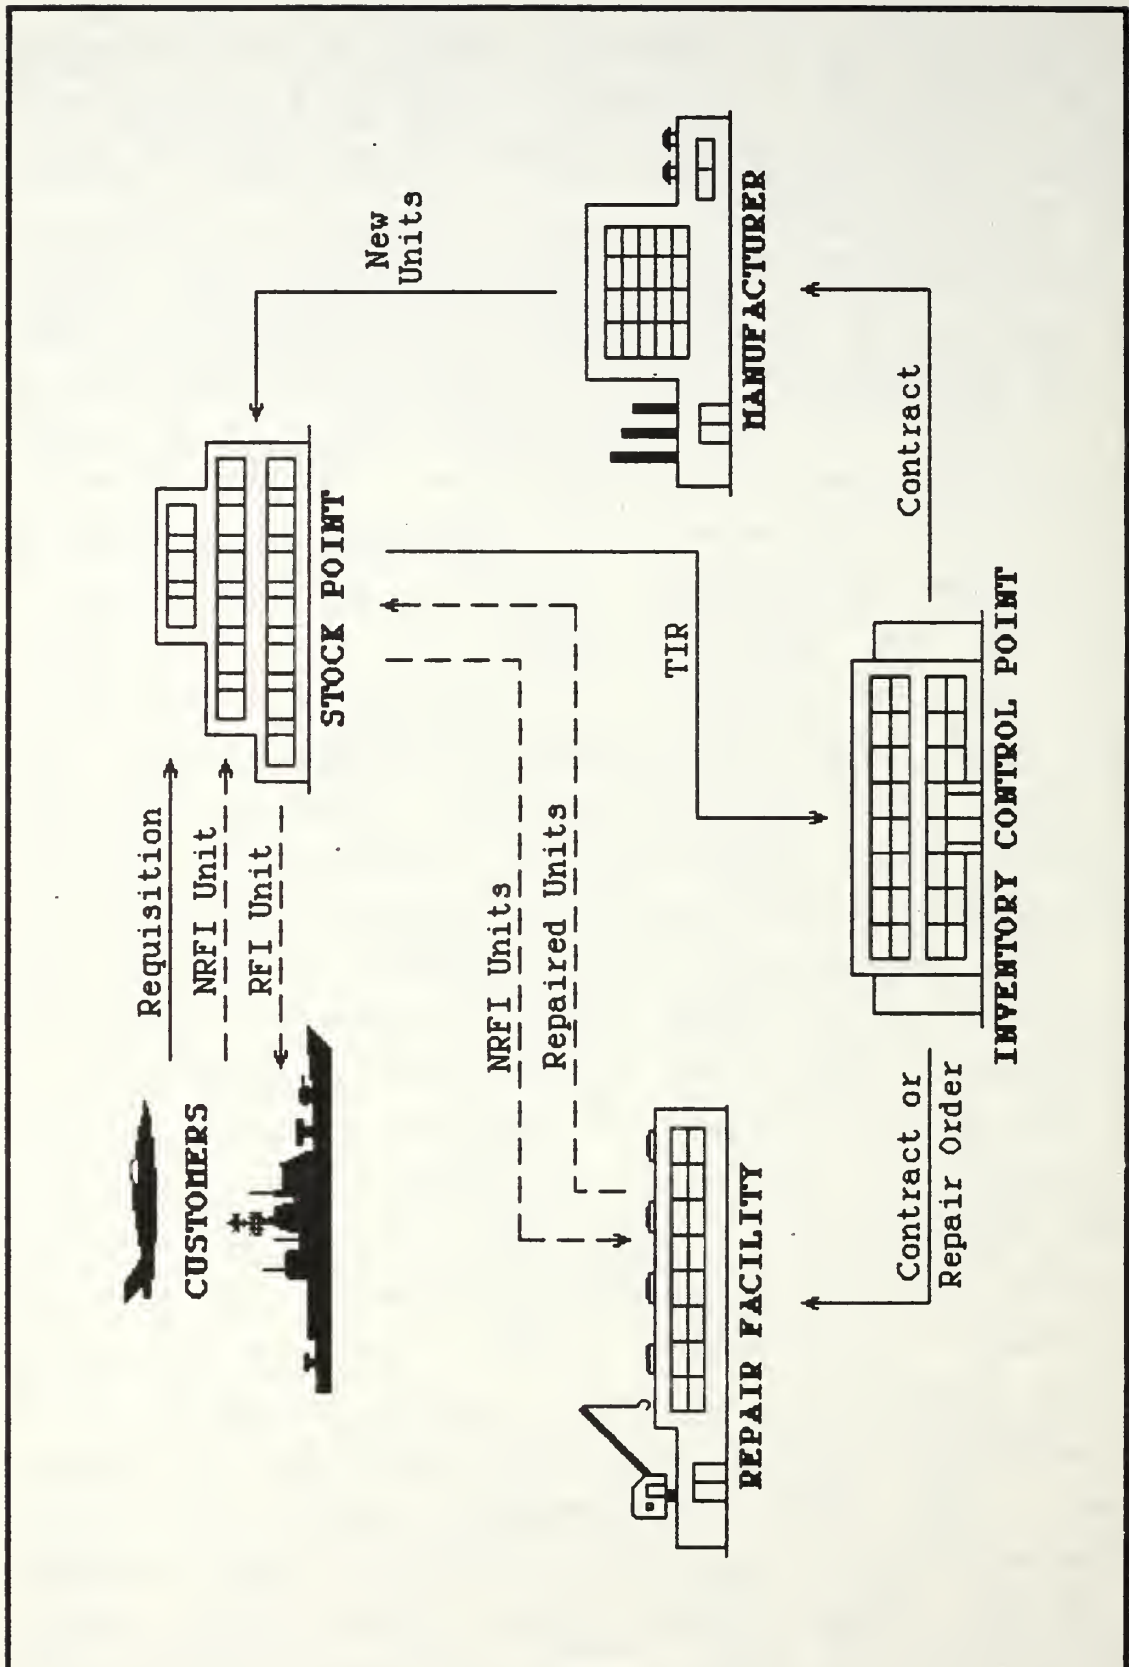 CUSTOMERS
Requisition
NRFI Unit
RFI Unit
STOCK POINT
New
Units
NRFI Units
Repaired Units
TIR
REPAIR FACILITY
MANUFACTURER
Contract or
Repair Order
Contract
INVENTORY CONTROL POINT